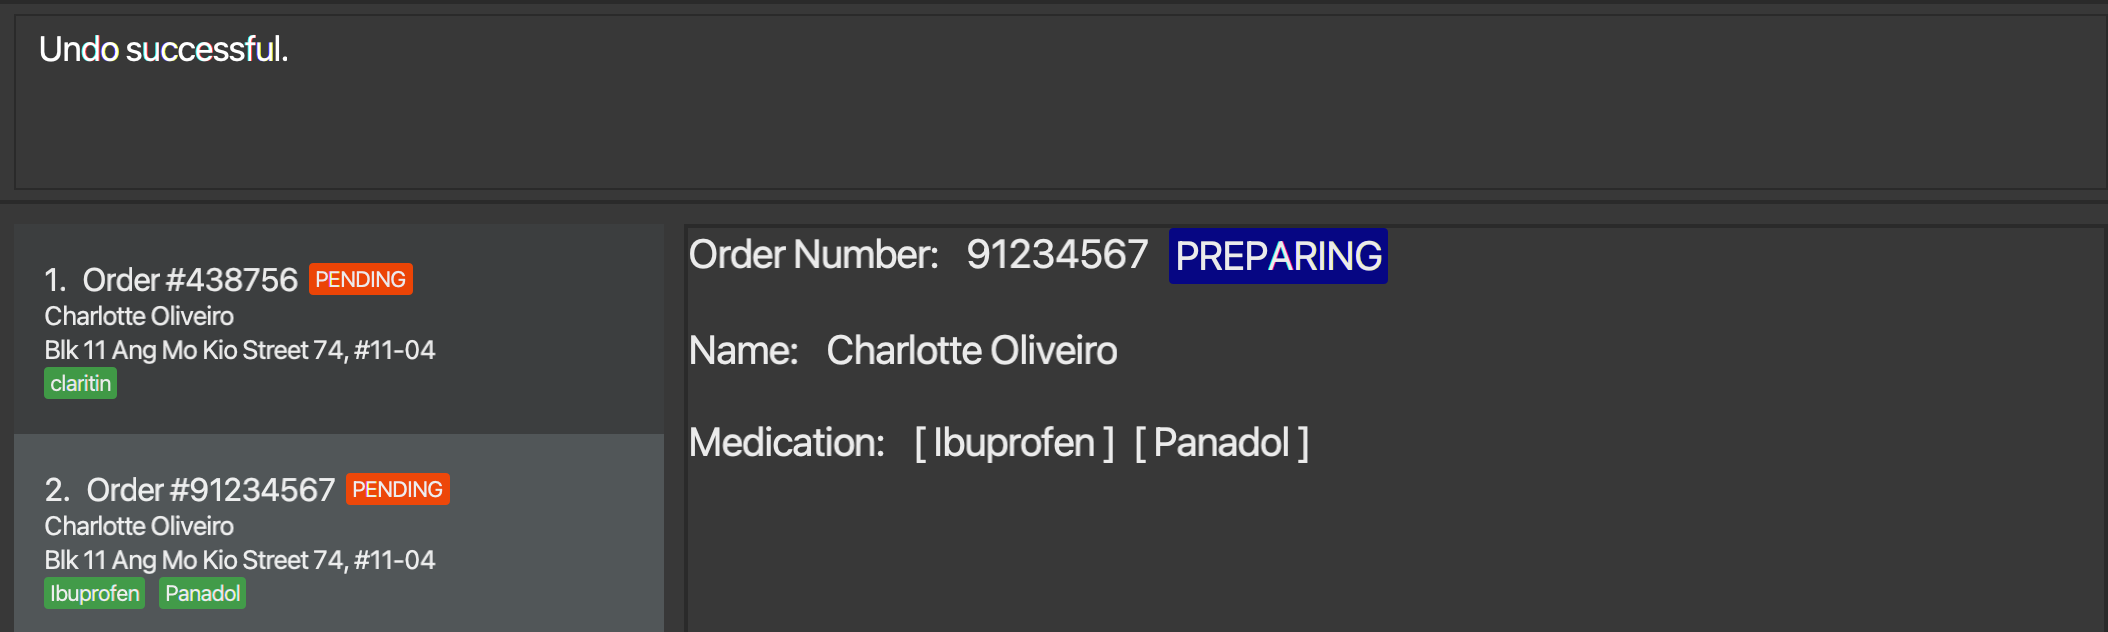 Undo successful.
1. Order #438756 PENDING
Charlotte Oliveiro
Blk 11 Ang Mo Kio Street 74, #11-04
claritin
2. Order #91234567 PENDING
Charlotte Oliveiro
Blk 11 Ang Mo Kio Street 74, #11-04
Ibuprofen Panadol
Order Number: 91234567 PREPARING
Name: Charlotte Oliveiro
Medication: [ Ibuprofen ] [ Panadol ]